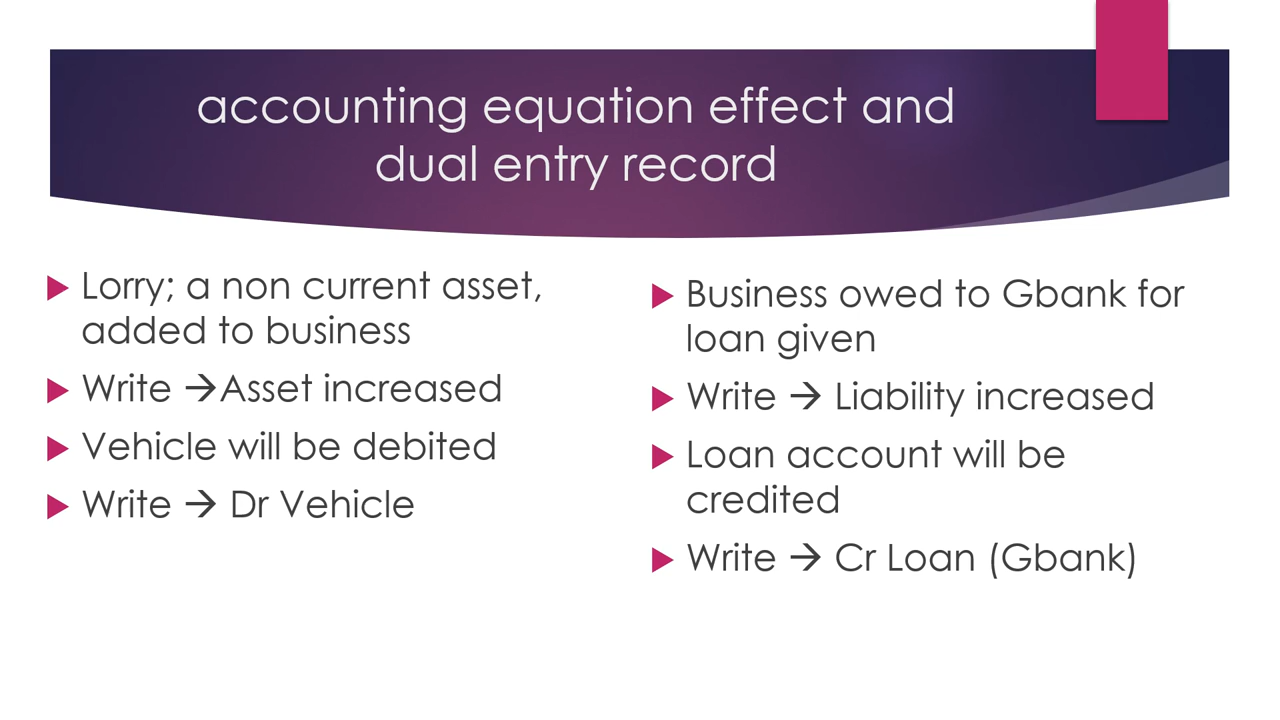 accounting equation effect and
dual entry record
Lorry; a non current asset,
added to business
Write →Asset increased
Vehicle will be debited
Write → Dr Vehicle
Business owed to Gbank for
loan given
Write → Liability increased
Loan account will be
credited
Write → Cr Loan (Gbank)